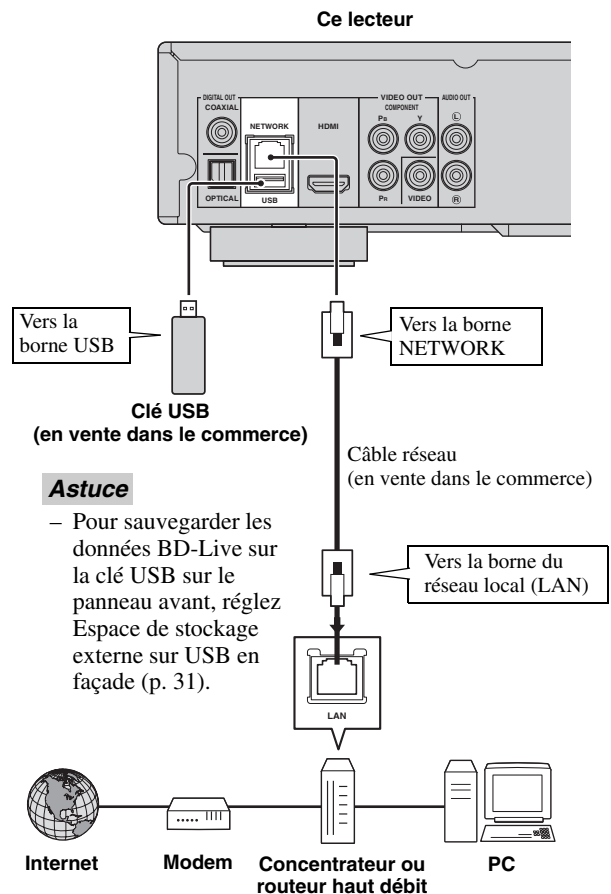 Ce lecteur
DIGITAL OUT
COAXIAL
OPTICAL
NETWORK
USB
HDMI
VIDEO OUT
COMPONENT
PB
Y
PR
VIDEO
AUDIO OUT
L
R
Vers la
borne USB
Vers la borne
NETWORK
Clé USB
(en vente dans le commerce)
Câble réseau
(en vente dans le commerce)
Astuce
– Pour sauvegarder les
données BD-Live sur
la clé USB sur le
panneau avant, réglez
Espace de stockage
externe sur USB en
façade (p. 31).
Vers la borne du
réseau local (LAN)
LAN
Internet
Modem
Concentrateur ou
routeur haut débit
PC